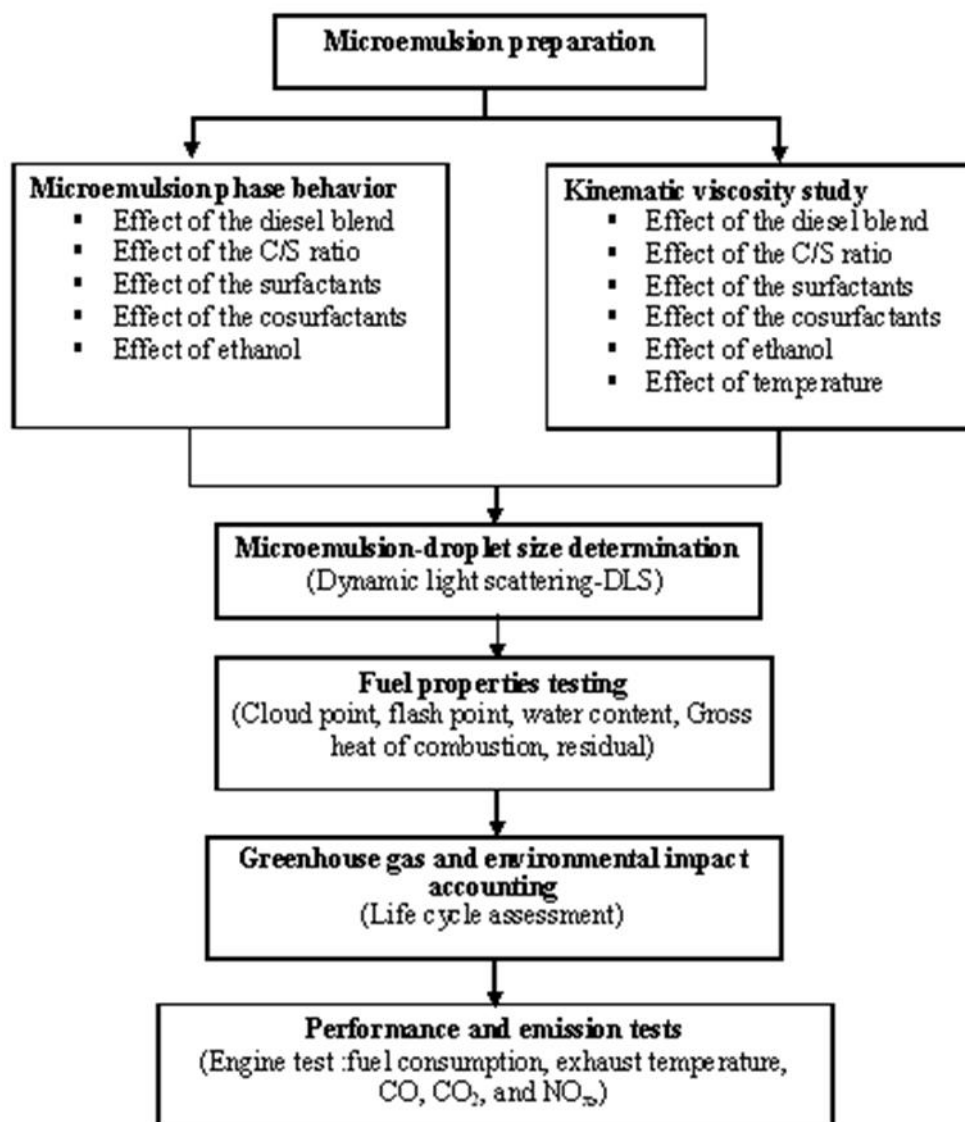 Microemulsion preparation
Microemulsion phase behavior
▪ Effect of the diesel blend
▪ Effect of the C/S ratio
▪ Effect of the surfactants
▪ Effect of the cosurfactants
▪ Effect of ethanol
Kinematic viscosity study
▪ Effect of the diesel blend
▪ Effect of the C/S ratio
▪ Effect of the surfactants
▪ Effect of the cosurfactants
▪ Effect of ethanol
▪ Effect of temperature
Microemulsion-droplet size determination
(Dynamic light scattering-DLS)
Fuel properties testing
(Cloud point, flash point, water content, Gross
heat of combustion, residual)
Greenhouse gas and environmental impact
accounting
(Life cycle assessment)
Performance and emission tests
(Engine test :fuel consumption, exhaust temperature,
CO, CO₂, and NOₓ)